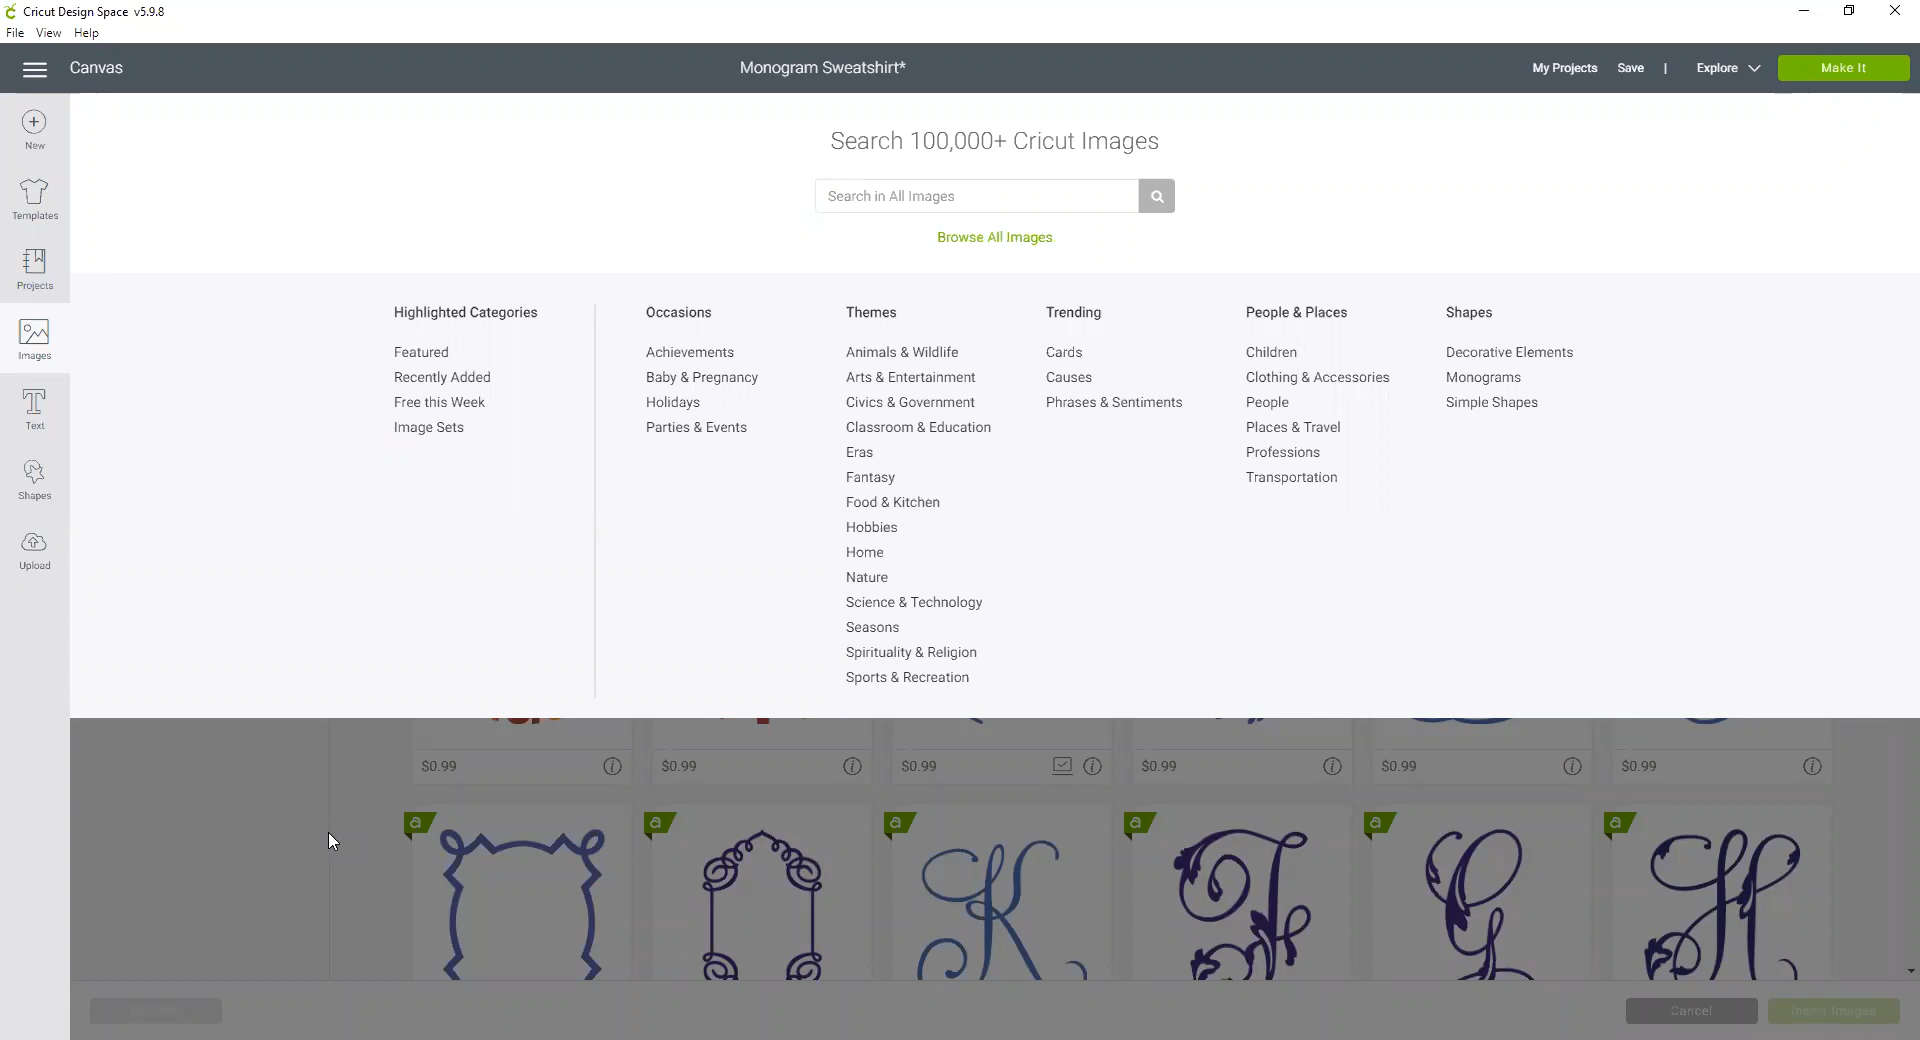 Cricut Design Space v5.9.8
File View Help
Canvas Monogram Sweatshirt* My Projects Save | Explore Make It
New
Templates
Projects
Images
Text
Shapes
Upload
Search 100,000+ Cricut Images
Search in All Images
Browse All Images
Highlighted Categories
Featured
Recently Added
Free this Week
Image Sets
Occasions
Achievements
Baby & Pregnancy
Holidays
Parties & Events
Themes
Animals & Wildlife
Arts & Entertainment
Civics & Government
Classroom & Education
Eras
Fantasy
Food & Kitchen
Hobbies
Home
Nature
Science & Technology
Seasons
Spirituality & Religion
Sports & Recreation
Trending
Cards
Causes
Phrases & Sentiments
People & Places
Children
Clothing & Accessories
People
Places & Travel
Professions
Transportation
Shapes
Decorative Elements
Monograms
Simple Shapes
$0.99 $0.99 $0.99 $0.99 $0.99 $0.99
a a a a a a
K F G H
Cancel Insert Images